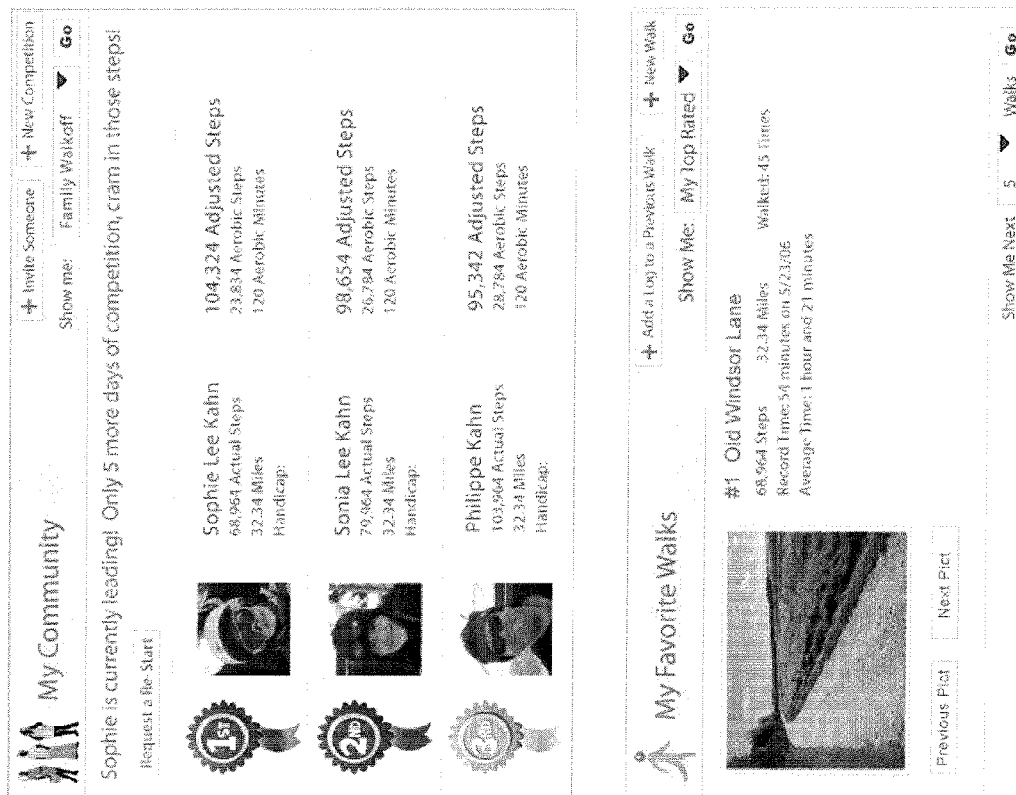 My Community
+ Invite Someone + New Competition
Show me: Family Walkoff Go
Sophie is currently leading! Only 5 more days of competition, cram in those steps!
Request a Re-Start
1ST
Sophie Lee Kahn 104,324 Adjusted Steps
68,964 Actual Steps 23,834 Aerobic Steps
32.34 Miles 120 Aerobic Minutes
Handicap:
2ND
Sonia Lee Kahn 98,654 Adjusted Steps
79,964 Actual Steps 26,784 Aerobic Steps
32.34 Miles 120 Aerobic Minutes
Handicap:
3RD
Philippe Kahn 95,342 Adjusted Steps
103,964 Actual Steps 28,784 Aerobic Steps
32.34 Miles 120 Aerobic Minutes
Handicap:
My Favorite Walks
+ Add a Log to a Previous Walk + New Walk
Show Me: My Top Rated Go
#1 Old Windsor Lane
68,964 Steps 32.34 Miles Walked: 45 Times
Record Time: 54 minutes on 5/23/06
Average Time: 1 hour and 21 minutes
Previous Pict Next Pict
Show Me Next 5 Walks Go